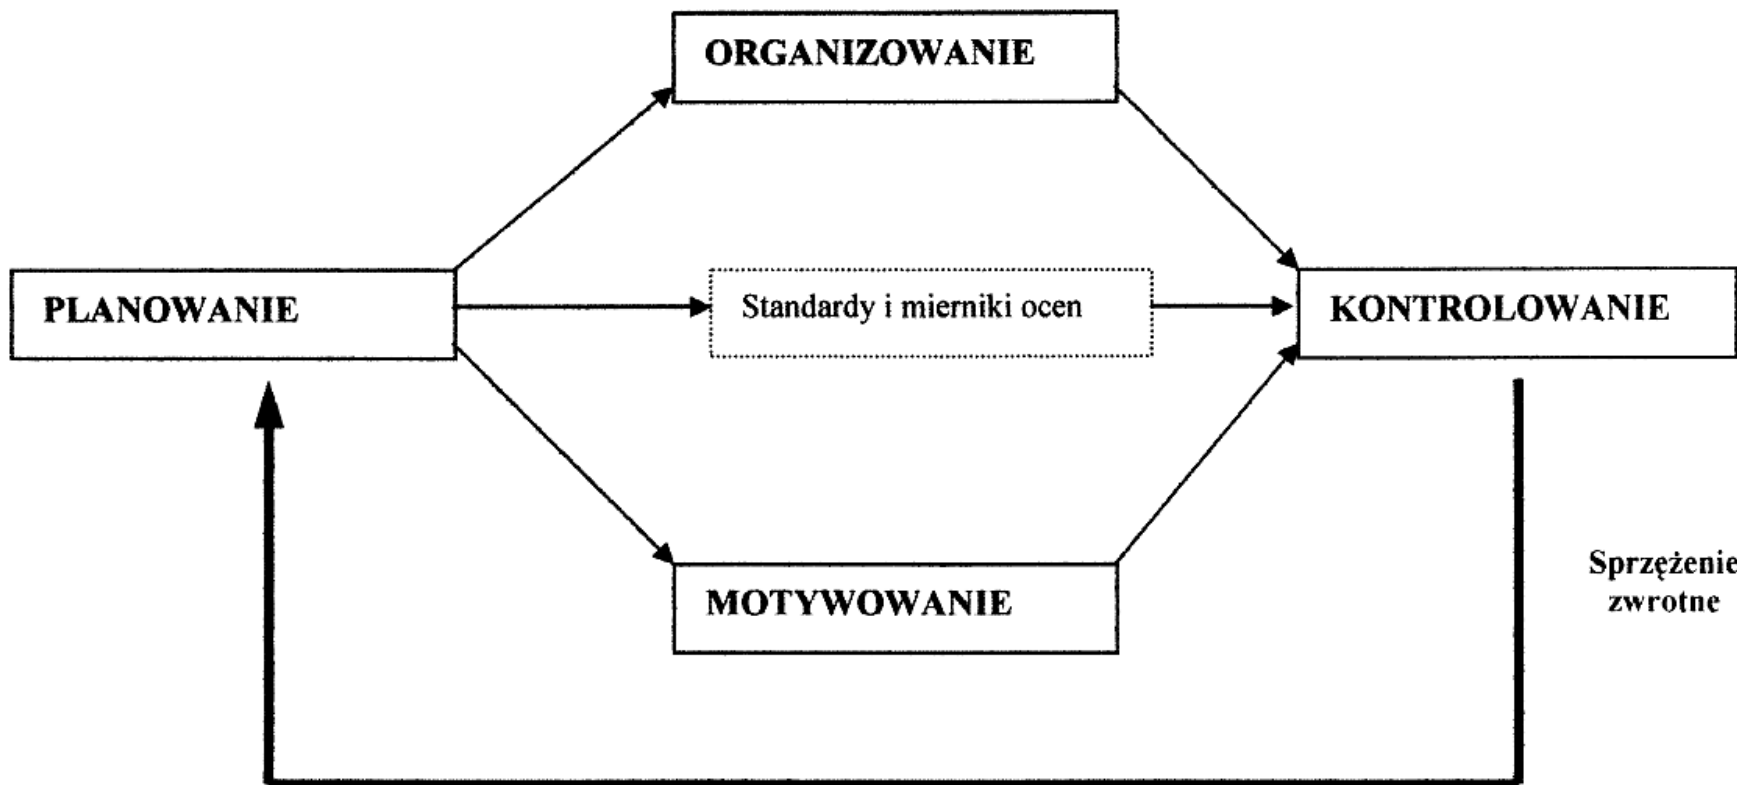 ORGANIZOWANIE
PLANOWANIE
Standardy i mierniki ocen
KONTROLOWANIE
MOTYWOWANIE
Sprzężenie
zwrotne